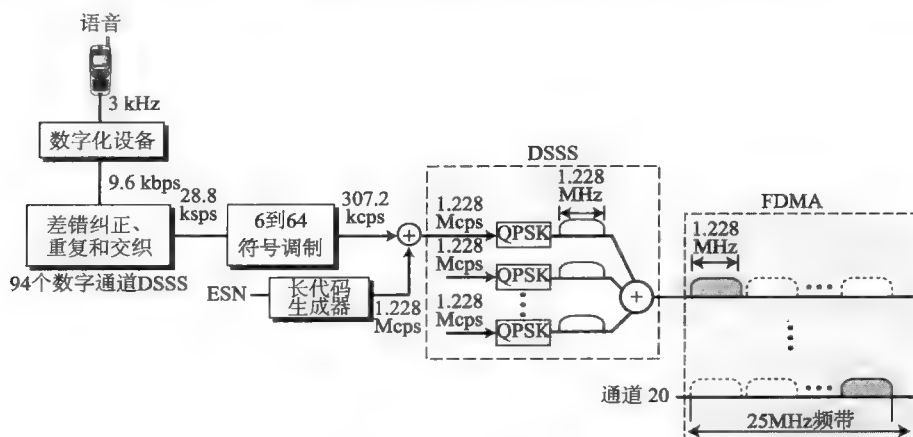 语音
3 kHz
数字化设备
9.6 kbps
差错纠正、
重复和交织
94个数字通道DSSS
28.8
ksps
6到64
符号调制
307.2
kcps
ESN
长代码
生成器
1.228
Mcps
DSSS
1.228
Mcps
QPSK
1.228
MHz
1.228
Mcps
QPSK
1.228
Mcps
QPSK
FDMA
1.228
MHz
通道 20
25MHz频带